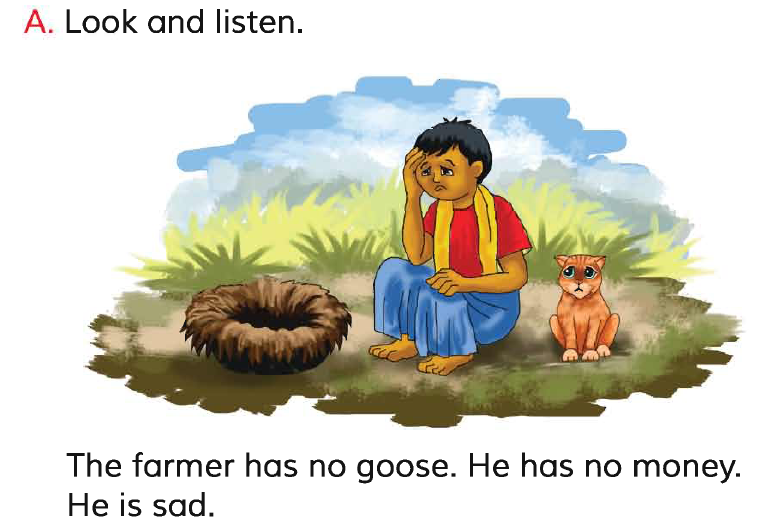 A. Look and listen.
The farmer has no goose. He has no money.
He is sad.